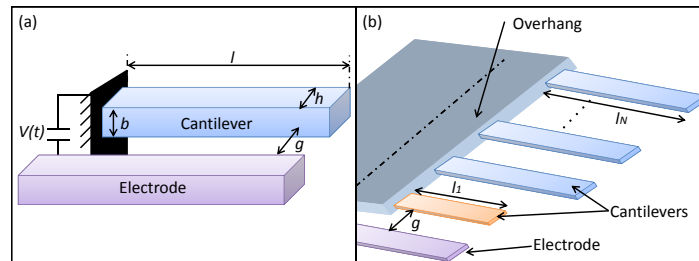 (a)
l
h
b
Cantilever
V(t)
g
Electrode
(b)
Overhang
lN
l1
Cantilevers
g
Electrode